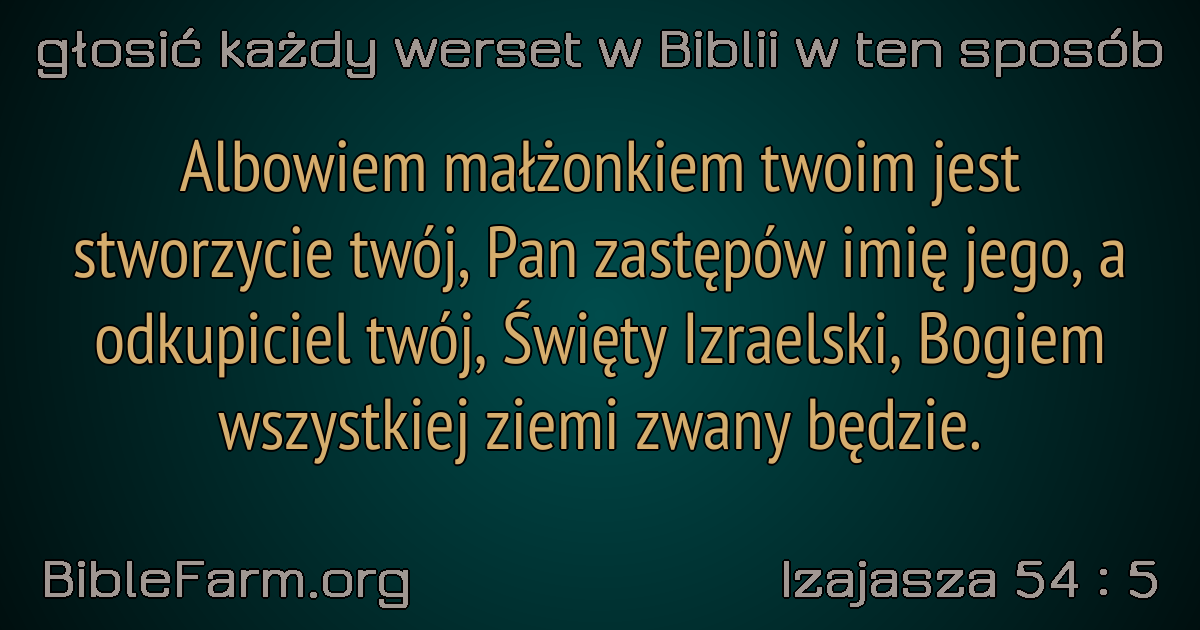 głosić każdy werset w Biblii w ten sposób
Albowiem małżonkiem twoim jest
stworzycie twój, Pan zastępów imię jego, a
odkupiciel twój, Święty Izraelski, Bogiem
wszystkiej ziemi zwany będzie.
BibleFarm.org
Izajasza 54 : 5